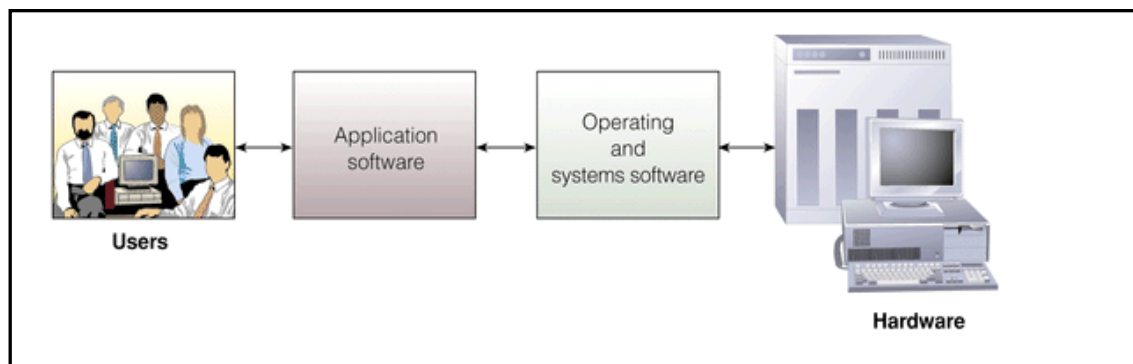 Application
software
Operating
and
systems software
Users
Hardware